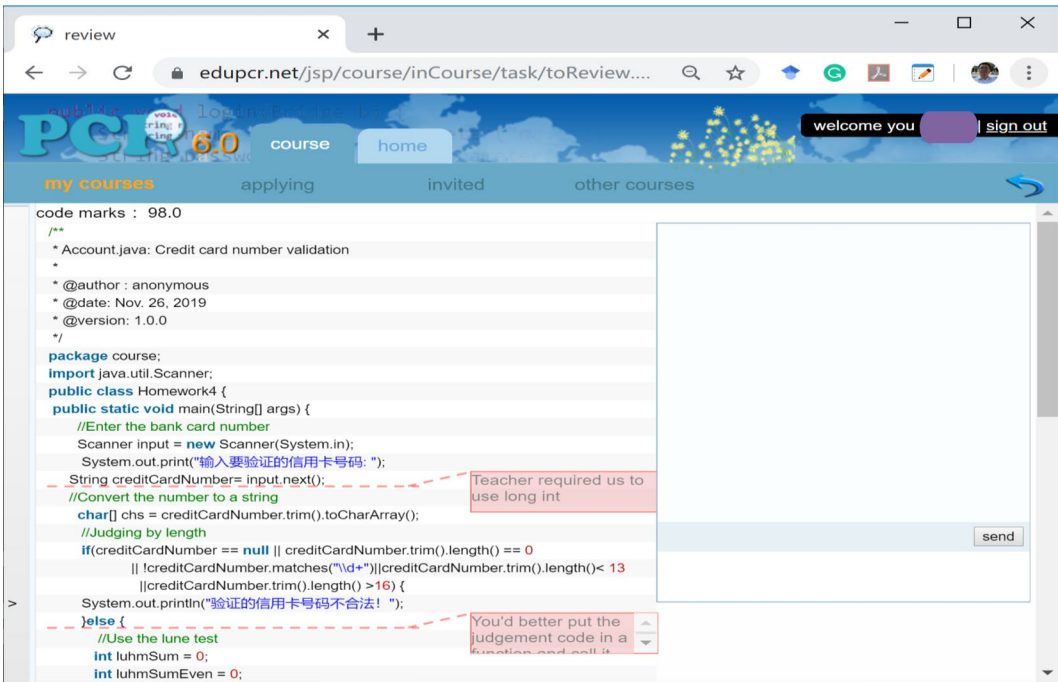 review
edupcr.net/jsp/course/inCourse/task/toReview....
PCR 6.0
course
home
welcome you
sign out
my courses
applying
invited
other courses
code marks : 98.0
/**
* Account.java: Credit card number validation
*
* @author : anonymous
* @date: Nov. 26, 2019
* @version: 1.0.0
*/
package course;
import java.util.Scanner;
public class Homework4 {
public static void main(String[] args) {
//Enter the bank card number
Scanner input = new Scanner(System.in);
System.out.print("输入要验证的信用卡号码: ");
String creditCardNumber= input.next();
Teacher required us to
use long int
//Convert the number to a string
char[] chs = creditCardNumber.trim().toCharArray();
//Judging by length
if(creditCardNumber == null || creditCardNumber.trim().length() == 0
|| !creditCardNumber.matches("\\d+")||creditCardNumber.trim().length()< 13
||creditCardNumber.trim().length() >16) {
System.out.println("验证的信用卡号码不合法！");
}else {
You'd better put the
judgement code in a
function and call it
//Use the lune test
int luhmSum = 0;
int luhmSumEven = 0;
send
>